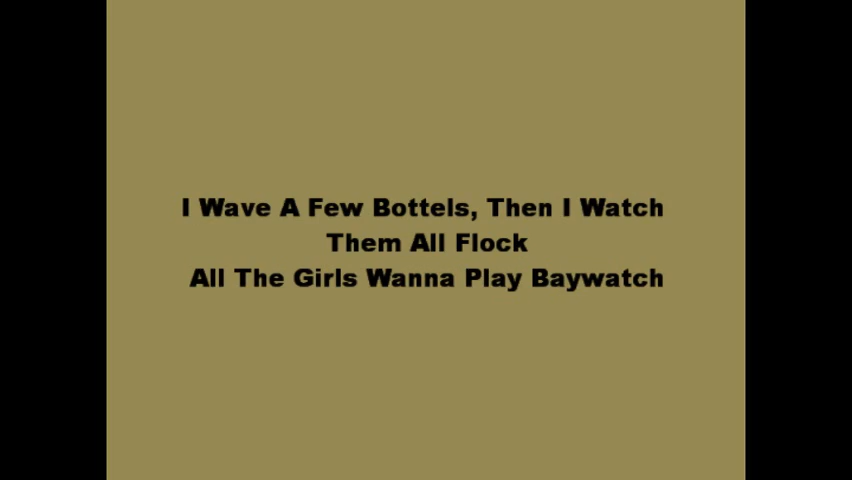 I Wave A Few Bottels, Then I Watch
Them All Flock
All The Girls Wanna Play Baywatch